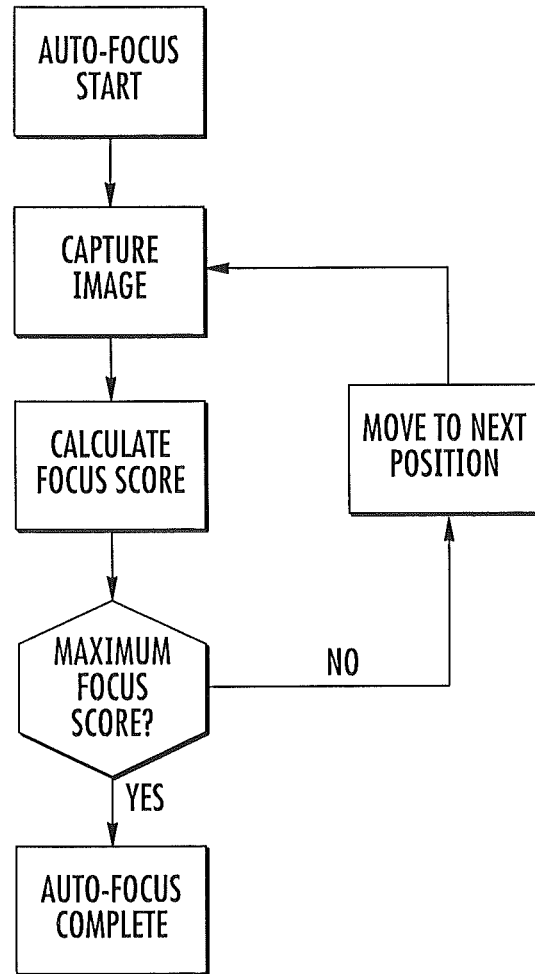 AUTO-FOCUS
START
CAPTURE
IMAGE
CALCULATE
FOCUS SCORE
MOVE TO NEXT
POSITION
MAXIMUM
FOCUS
SCORE?
NO
YES
AUTO-FOCUS
COMPLETE